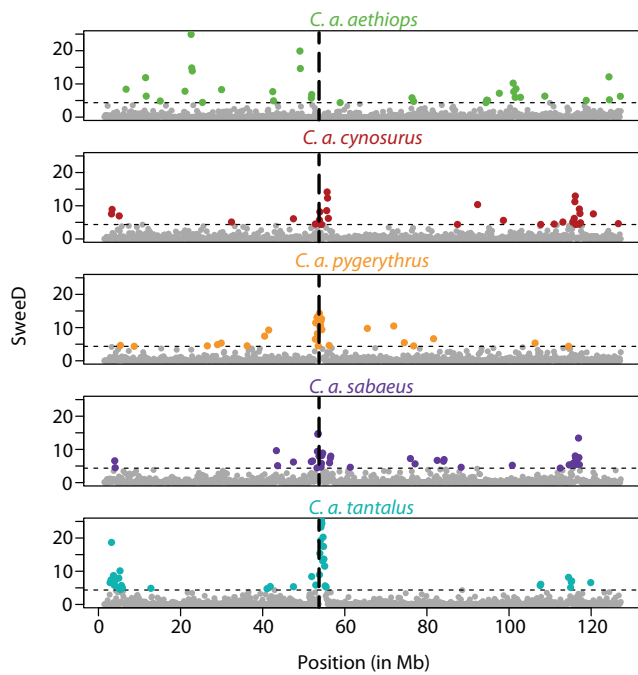 C. a. aethiops
20
10
0
C. a. cynosurus
20
10
0
C. a. pygerythrus
20
10
0
SweeD
C. a. sabaeus
20
10
0
C. a. tantalus
20
10
0
0 20 40 60 80 100 120
Position (in Mb)